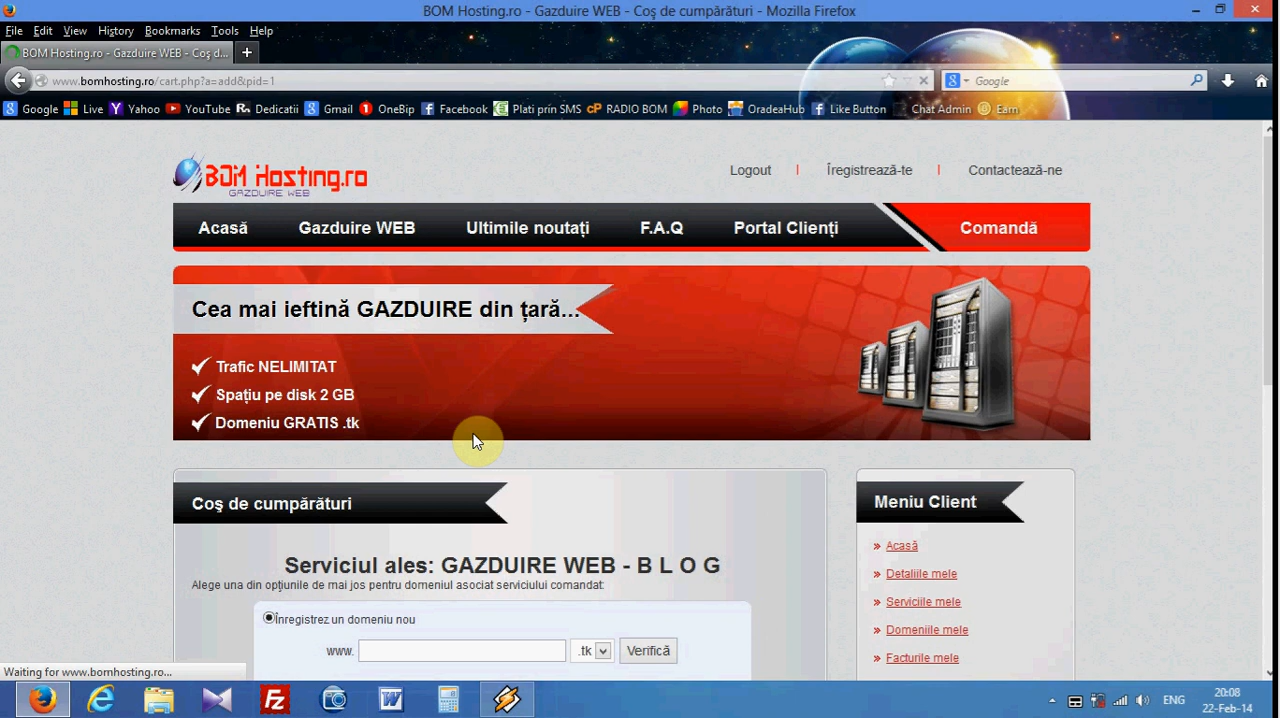 BOM Hosting.ro - Gazduire WEB - Coş de cumpărături - Mozilla Firefox
File Edit View History Bookmarks Tools Help
BOM Hosting.ro - Gazduire WEB - Coş d... +
www.bomhosting.ro/cart.php?a=add&pid=1 Google
Google Live Yahoo YouTube Dedicatii Gmail OneBip Facebook Plati prin SMS RADIO BOM Photo OradeaHub Like Button Chat Admin Earn
BOM Hosting.ro
GAZDUIRE WEB
Logout | Îregistrează-te | Contactează-ne
Acasă Gazduire WEB Ultimile noutați F.A.Q Portal Clienți Comandă
Cea mai ieftină GAZDUIRE din țară...
Trafic NELIMITAT
Spațiu pe disk 2 GB
Domeniu GRATIS .tk
Coş de cumpărături
Serviciul ales: GAZDUIRE WEB - B L O G
Alege una din opțiunile de mai jos pentru domeniul asociat serviciului comandat:
Înregistrez un domeniu nou
www. .tk Verifică
Meniu Client
» Acasă
» Detaliile mele
» Serviciile mele
» Domeniile mele
» Facturile mele
Waiting for www.bomhosting.ro...
ENG
20:08
22-Feb-14